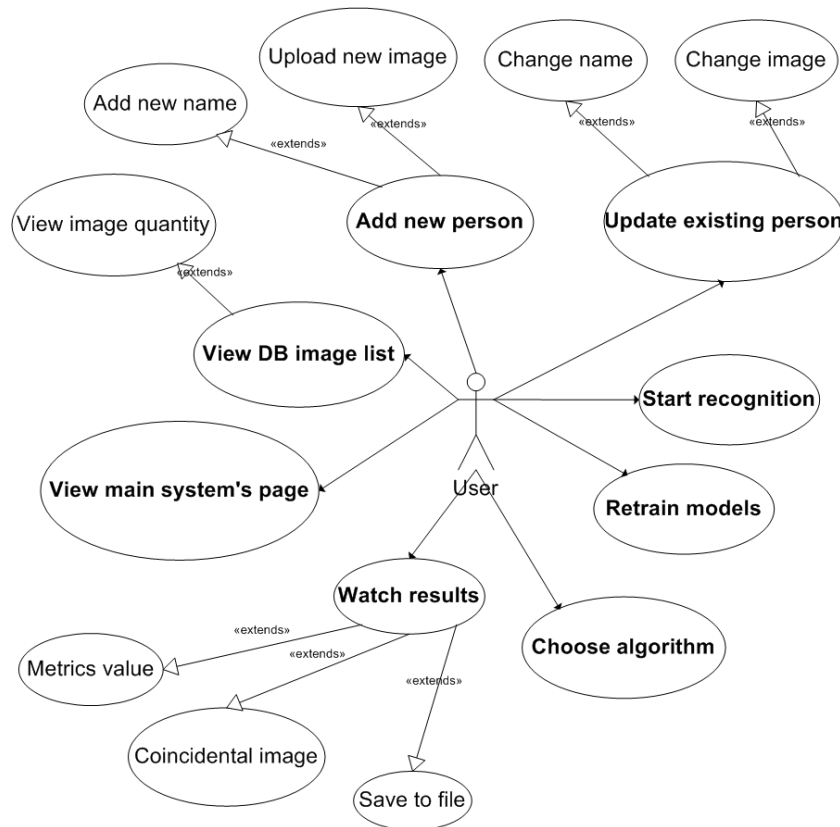 Upload new image
Change name
Change image
Add new name
«extends»
«extends»
«extends»
«extends»
View image quantity
Add new person
Update existing person
«extends»
View DB image list
Start recognition
View main system's page
User
Retrain models
Watch results
«extends»
Choose algorithm
«extends»
Metrics value
«extends»
Coincidental image
Save to file